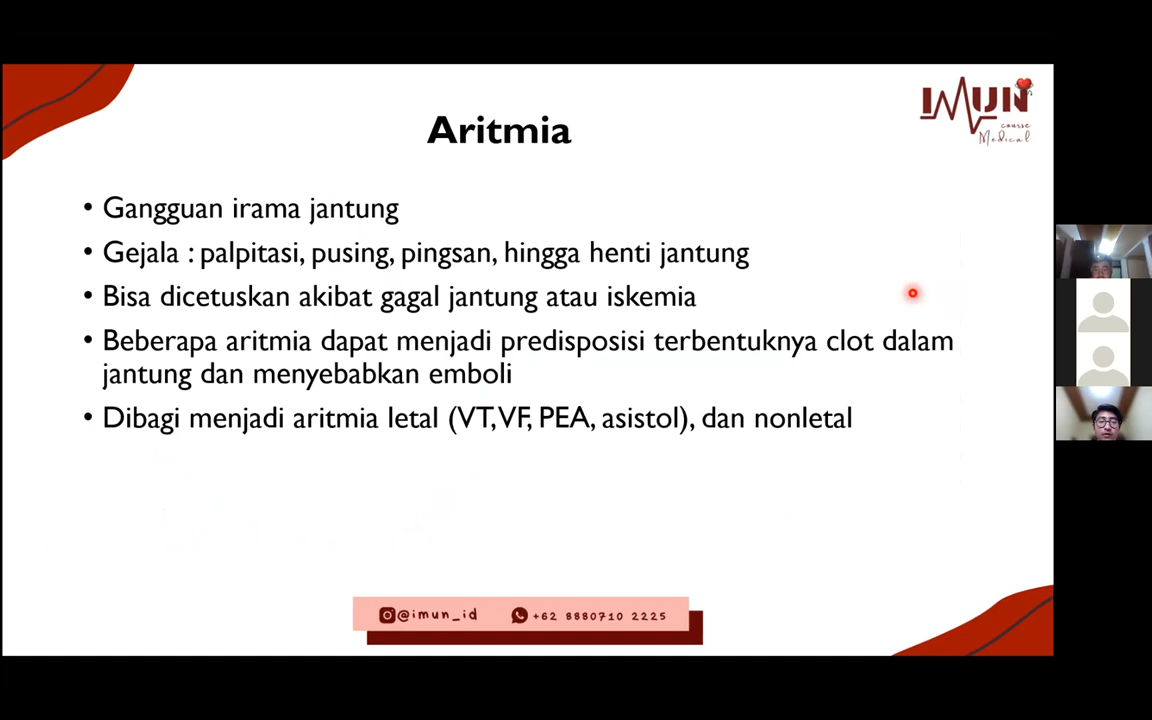 IMUN
course
Medical
Aritmia
• Gangguan irama jantung
• Gejala : palpitasi, pusing, pingsan, hingga henti jantung
• Bisa dicetuskan akibat gagal jantung atau iskemia
• Beberapa aritmia dapat menjadi predisposisi terbentuknya clot dalam
jantung dan menyebabkan emboli
• Dibagi menjadi aritmia letal (VT, VF, PEA, asistol), dan nonletal
@imun_id +62 8880710 2225